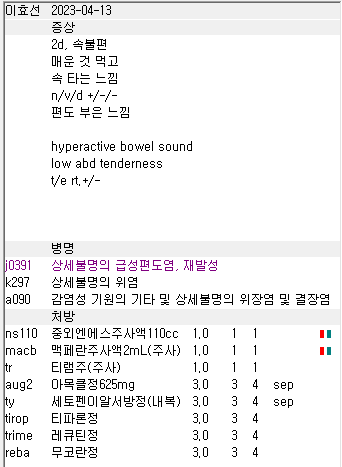 이효선 2023-04-13
증상
2d, 속불편
매운 것 먹고
속 타는 느낌
n/v/d +/-/-
편도 부은 느낌
hyperactive bowel sound
low abd tenderness
t/e rt.+/-
병명
j0391 상세불명의 급성편도염, 재발성
k297 상세불명의 위염
a090 감염성 기원의 기타 및 상세불명의 위장염 및 결장염
처방
ns110 중외엔에스주사액110cc 1.0 1 1
macb 맥페란주사액2mL(주사) 1.0 1 1
tr 티램주(주사) 1.0 1 1
aug2 아목클정625mg 3.0 3 4 sep
ty 세토펜이알서방정(내복) 3.0 3 4 sep
tirop 티파론정 3.0 3 4
trime 레큐틴정 3.0 3 4
reba 무코란정 3.0 3 4